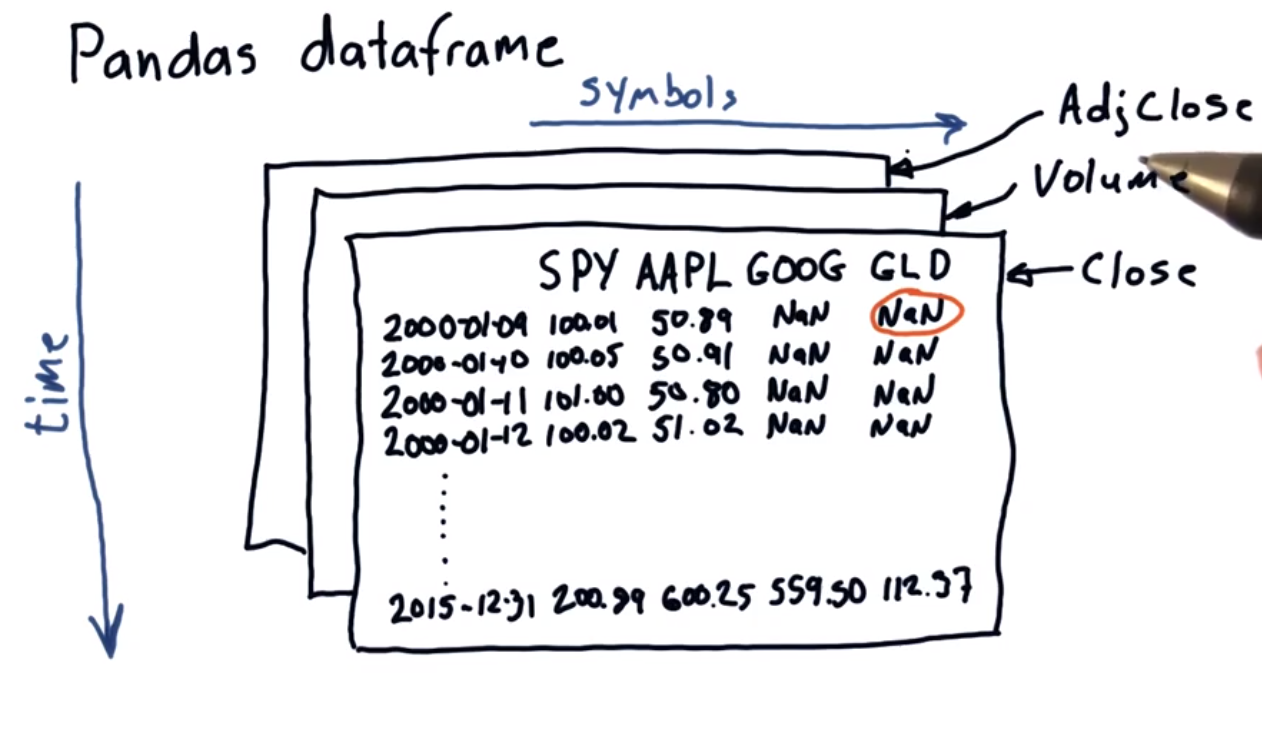 Pandas dataframe
symbols
AdjClose
Volume
Close
time
SPY AAPL GOOG GLD
2000-01-09 100.01 50.89 NaN NaN
2000-01-10 100.05 50.91 NaN NaN
2000-01-11 101.00 50.80 NaN NaN
2000-01-12 100.02 51.02 NaN NaN
2015-12-31 200.99 600.25 559.50 112.37